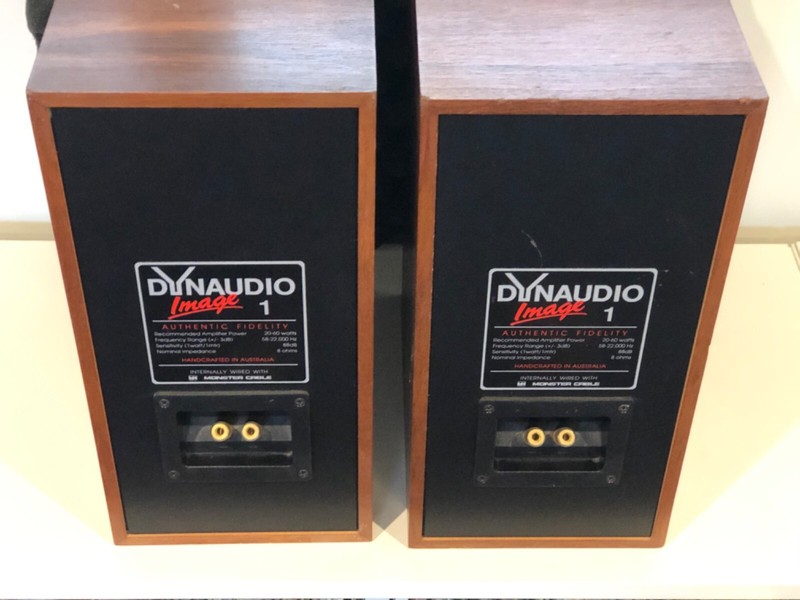 DYNAUDIO
Image 1
AUTHENTIC FIDELITY
Recommended Amplifier Power 20-60 watts
Frequency Range (+/- 3dB) 58-22,000 Hz
Sensitivity (1watt/1mtr) 88dB
Nominal Impedance 8 ohms
HANDCRAFTED IN AUSTRALIA
INTERNALLY WIRED WITH
MONSTER CABLE
DYNAUDIO
Image 1
AUTHENTIC FIDELITY
Recommended Amplifier Power 20-60 watts
Frequency Range (+/- 3dB) 58-22,000 Hz
Sensitivity (1watt/1mtr) 88dB
Nominal Impedance 8 ohms
HANDCRAFTED IN AUSTRALIA
INTERNALLY WIRED WITH
MONSTER CABLE